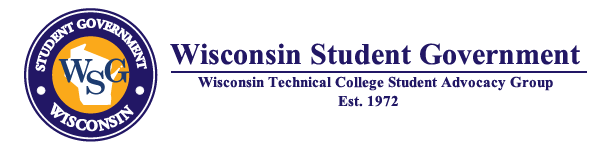 STUDENT GOVERNMENT
WSG
WISCONSIN
Wisconsin Student Government
Wisconsin Technical College Student Advocacy Group
Est. 1972